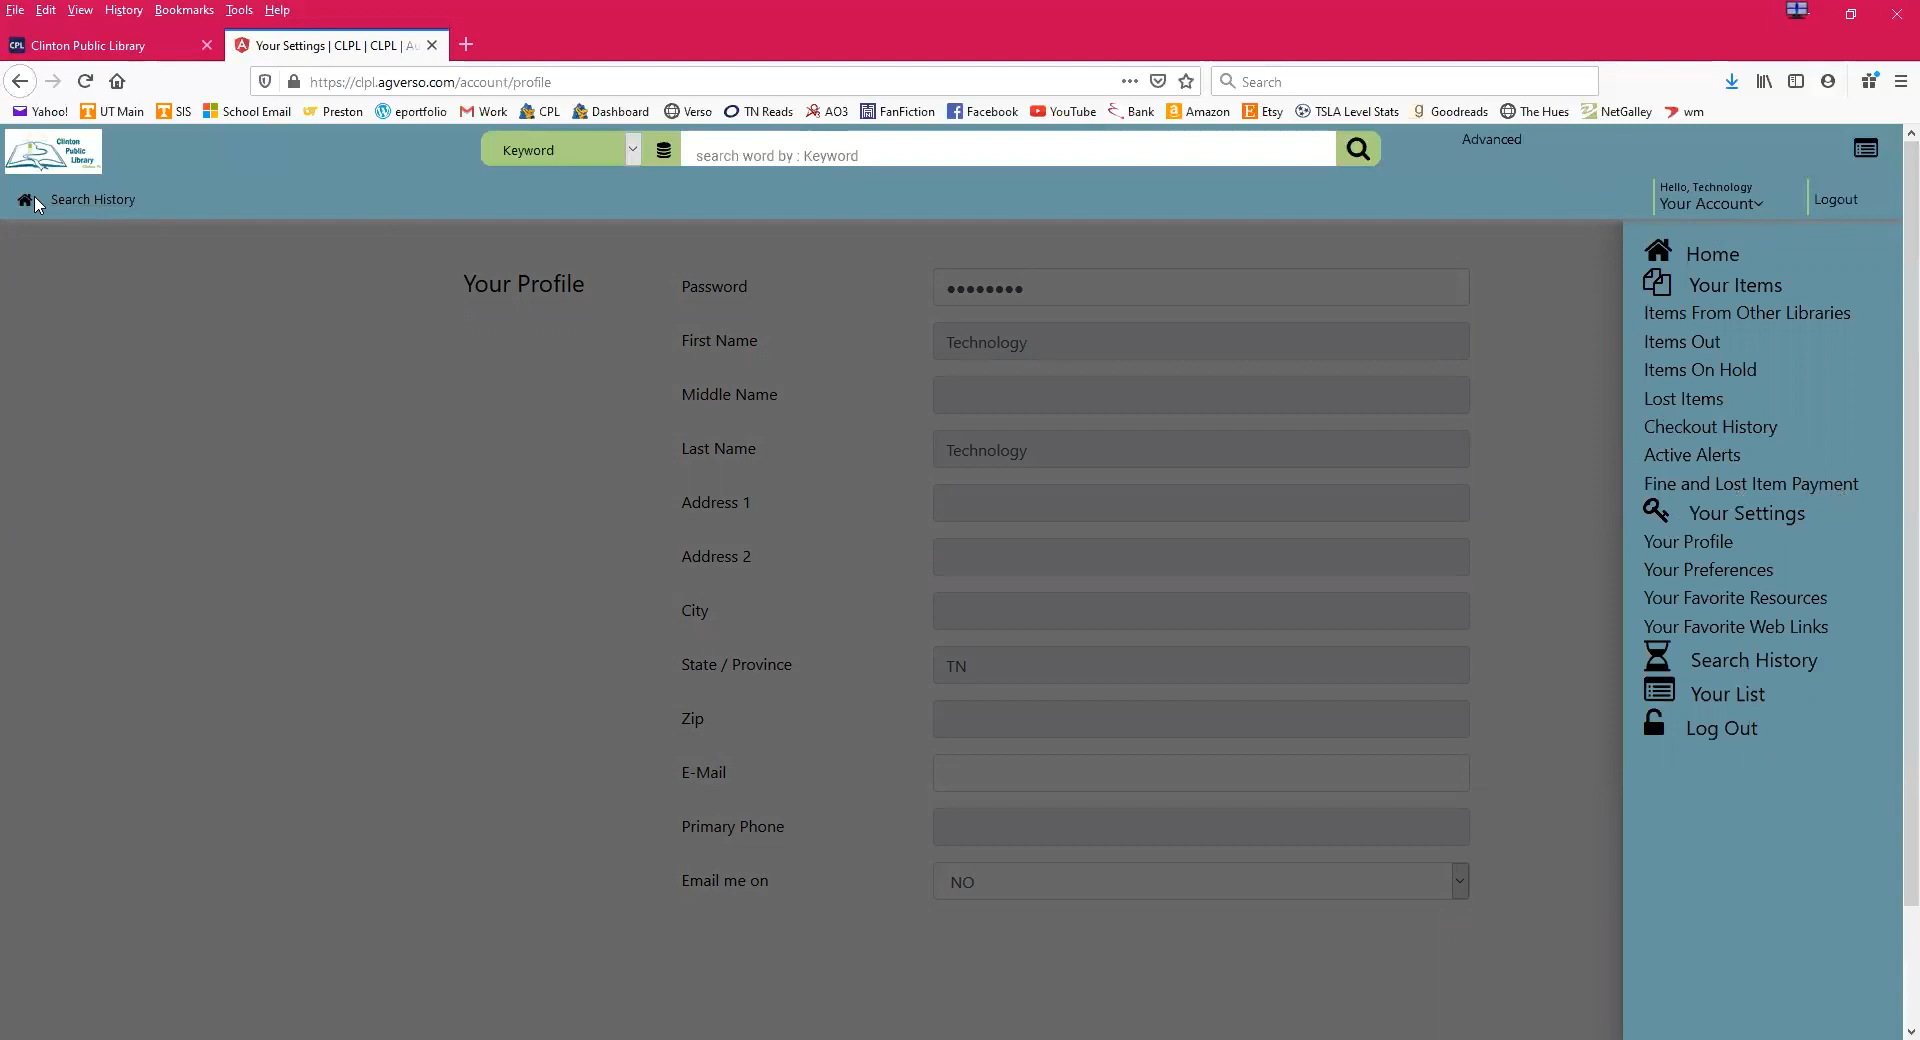 File Edit View History Bookmarks Tools Help
CPL Clinton Public Library
Your Settings | CLPL | CLPL | Au
https://clpl.agverso.com/account/profile
Search
Yahoo! UT Main SIS School Email Preston eportfolio Work CPL Dashboard Verso TN Reads AO3 FanFiction Facebook YouTube Bank Amazon Etsy TSLA Level Stats Goodreads The Hues NetGalley wm
Clinton
Public
Library
Keyword
search word by : Keyword
Advanced
Search History
Hello, Technology
Your Account
Logout
Your Profile
Password ●●●●●●●●
First Name Technology
Middle Name
Last Name Technology
Address 1
Address 2
City
State / Province TN
Zip
E-Mail
Primary Phone
Email me on NO
Home
Your Items
Items From Other Libraries
Items Out
Items On Hold
Lost Items
Checkout History
Active Alerts
Fine and Lost Item Payment
Your Settings
Your Profile
Your Preferences
Your Favorite Resources
Your Favorite Web Links
Search History
Your List
Log Out